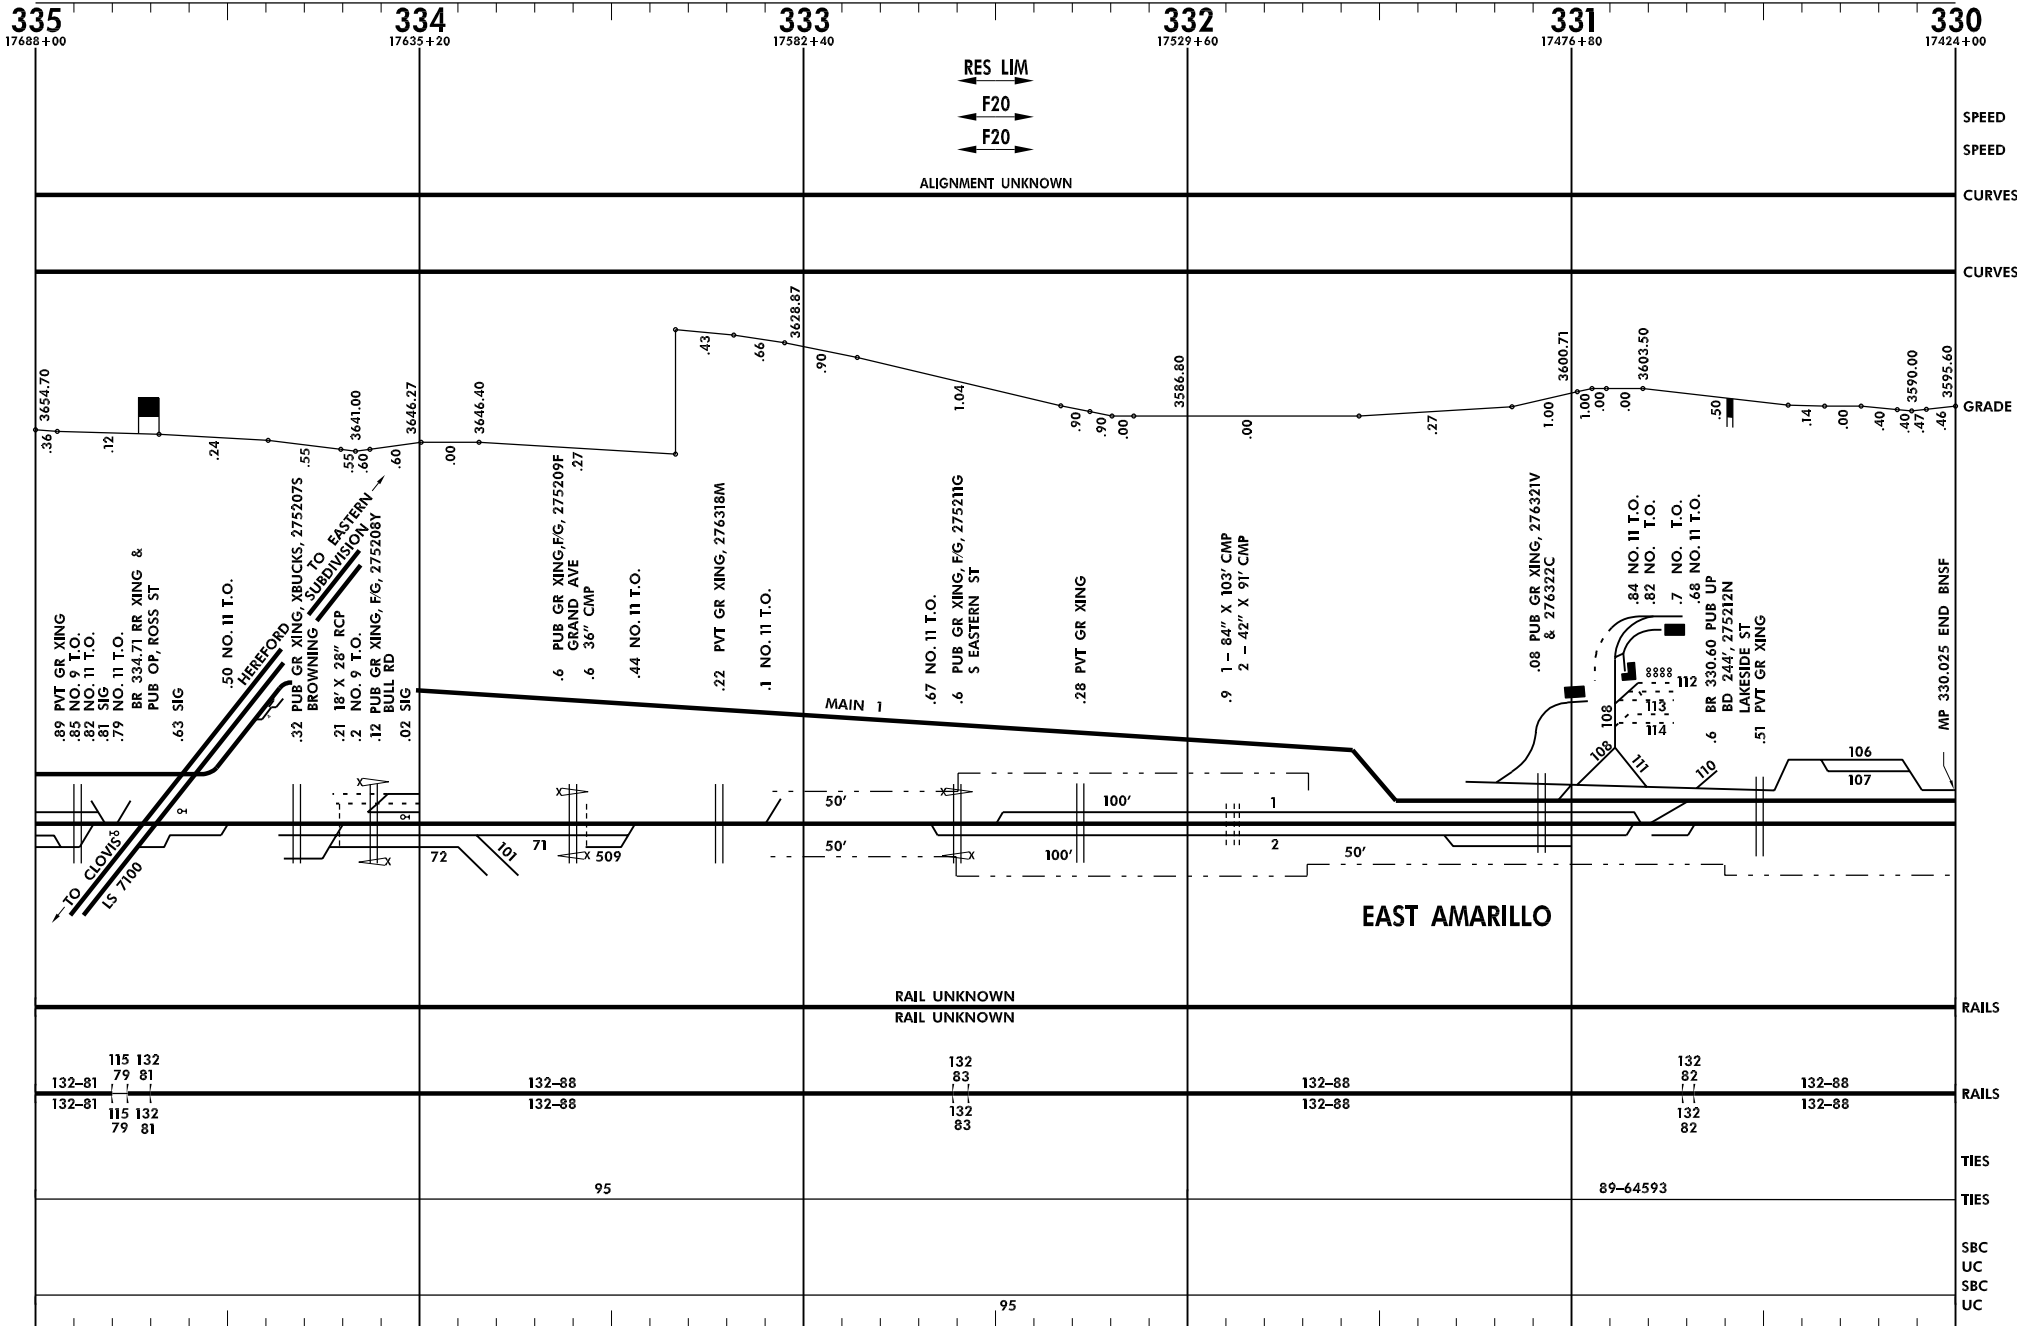 335
334
333
332
331
330
17688+00
17635+20
17582+40
17529+60
17476+80
17424+00
RES LIM
F20
SPEED
F20
SPEED
ALIGNMENT UNKNOWN
CURVES
CURVES
3654.70
3641.00
3646.27
3646.40
3628.87
3586.80
3600.71
3603.50
3590.00
3595.60
GRADE
.36
.12
.24
.55
.55
.60
.60
.00
.27
.43
.66
.90
1.04
.90
.90
.00
.00
.27
1.00
1.00
.00
.00
.50
.14
.00
.40
.40
.47
.46
.89 PVT GR XING
.85 NO. 9 T.O.
.82 NO. 11 T.O.
.81 SIG
.79 NO. 11 T.O.
BR 334.71 RR XING &
PUB OP, ROSS ST
.63 SIG
.50 NO. 11 T.O.
HEREFORD SUBDIVISION
TO EASTERN
.32 PUB GR XING, XBUCKS, 275207S
BROWNING
.21 18' X 28" RCP
.2 NO. 9 T.O.
.12 PUB GR XING, F/G, 275208Y
BULL RD
.02 SIG
.6 PUB GR XING,F/G, 275209F
GRAND AVE
.6 36" CMP
.44 NO. 11 T.O.
.22 PVT GR XING, 276318M
.1 NO. 11 T.O.
.67 NO. 11 T.O.
.6 PUB GR XING, F/G, 275211G
S EASTERN ST
.28 PVT GR XING
.9 1 – 84" X 103' CMP
2 – 42" X 91' CMP
.08 PUB GR XING, 276321V
& 276322C
.84 NO. 11 T.O.
.82 NO. T.O.
.7 NO. T.O.
.68 NO. 11 T.O.
.6 BR 330.60 PUB UP
BD 244', 275212N
LAKESIDE ST
.51 PVT GR XING
MP 330.025 END BNSF
MAIN 1
112
113
114
108
108
111
110
106
107
50'
100'
1
X
X
X
71
72
101
509
50'
100'
2
50'
X
X
X
TO CLOVIS
LS 7100
EAST AMARILLO
RAIL UNKNOWN
RAILS
RAIL UNKNOWN
115 132
79 81
132
83
132
82
132–81
132–88
132–88
132–88
RAILS
132–81
132–88
132–88
132–88
115 132
79 81
132
83
132
82
TIES
95
89–64593
TIES
SBC
UC
SBC
95
UC